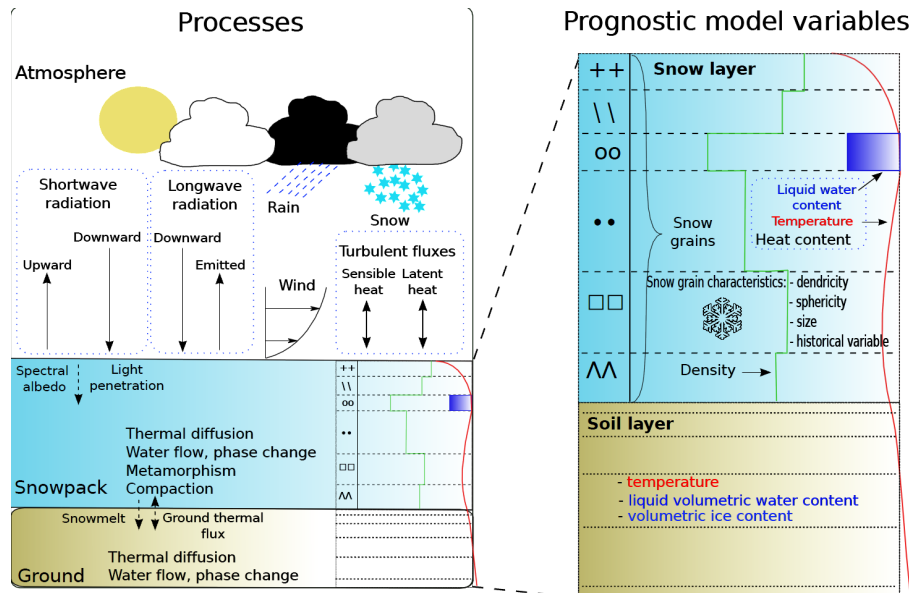 Processes
Atmosphere
Shortwave
radiation
Downward
Upward
Longwave
radiation
Downward
Emitted
Rain
Snow
Wind
Turbulent fluxes
Sensible
heat
Latent
heat
Spectral
albedo
Light
penetration
Thermal diffusion
Water flow, phase change
Metamorphism
Compaction
Snowpack
Snowmelt
Ground thermal
flux
Thermal diffusion
Water flow, phase change
Ground
++
\\
oo
••
□□
ΛΛ
Prognostic model variables
++
Snow layer
\\
oo
••
□□
ΛΛ
Snow
grains
Liquid water
content
Temperature
Heat content
Snow grain characteristics: - dendricity
- sphericity
- size
- historical variable
Density
Soil layer
- temperature
- liquid volumetric water content
- volumetric ice content